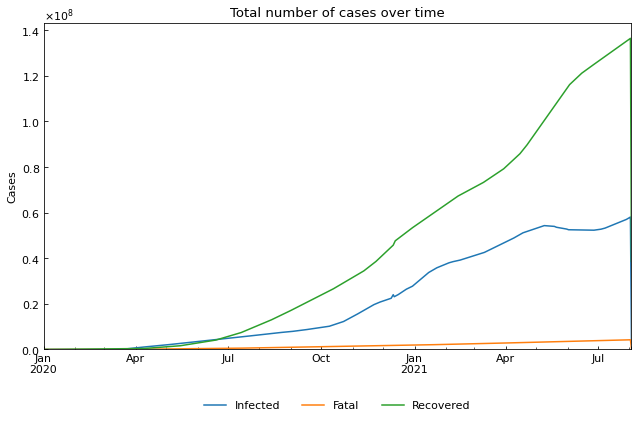 Total number of cases over time
×10⁸
1.4
1.2
1.0
0.8
0.6
0.4
0.2
0.0
Cases
Jan Apr Jul Oct Jan Apr Jul
2020 2021
Infected Fatal Recovered